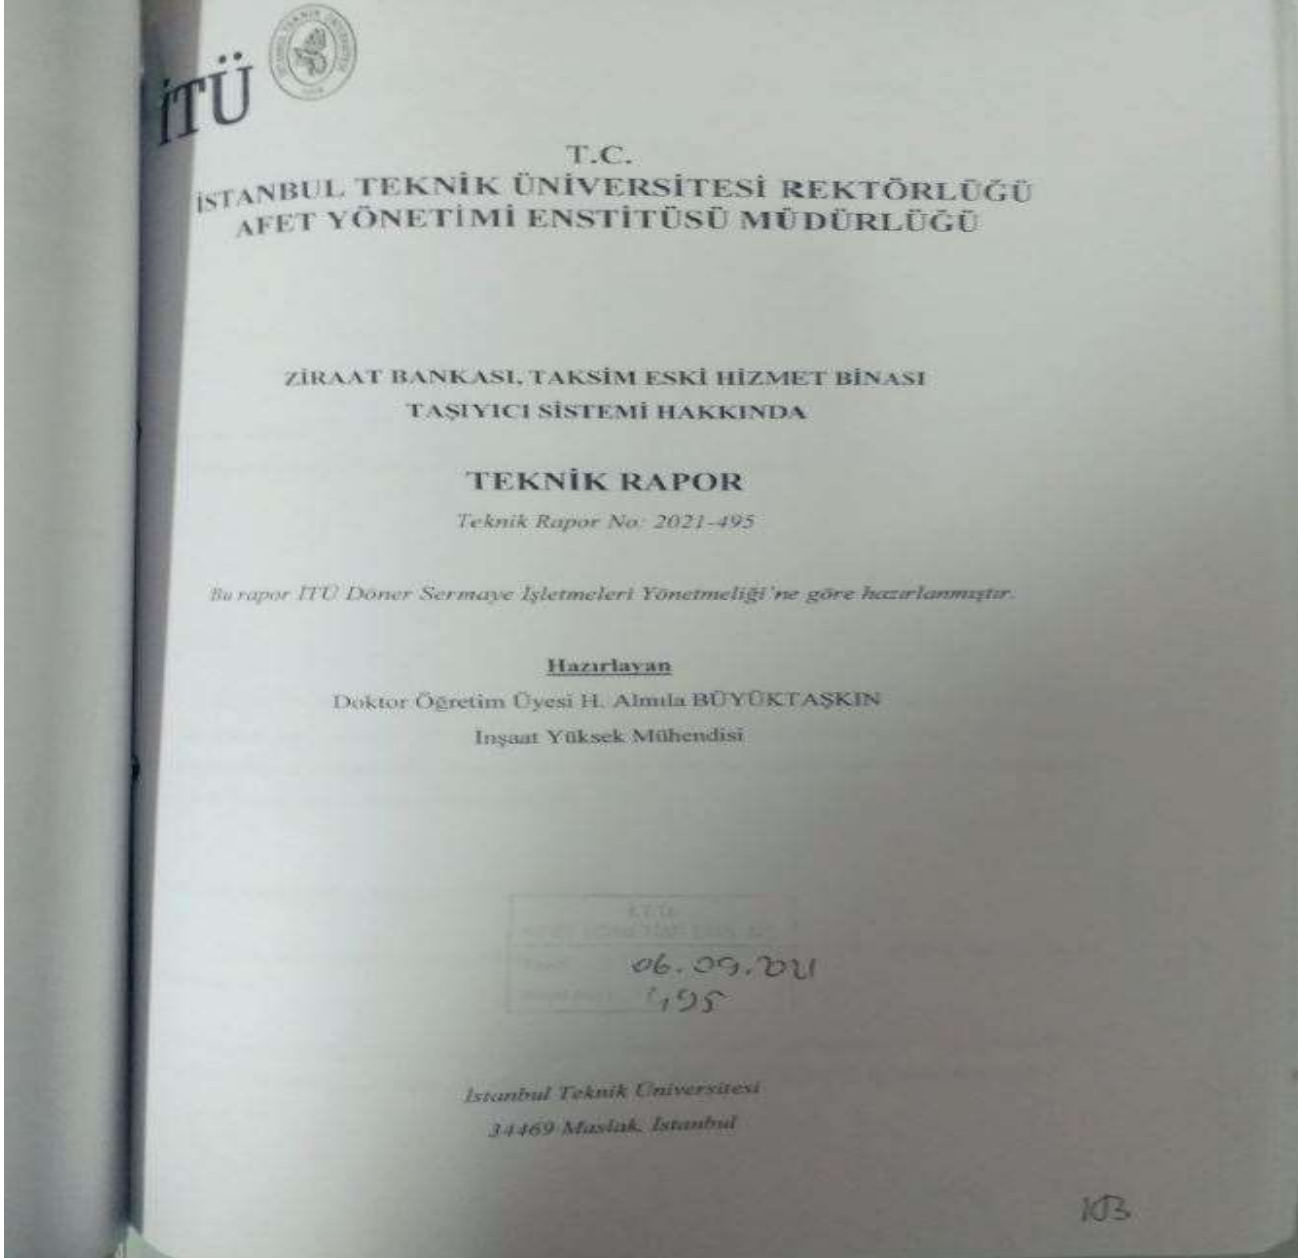 İTÜ
T.C.
İSTANBUL TEKNİK ÜNİVERSİTESİ REKTÖRLÜĞÜ
AFET YÖNETİMİ ENSTİTÜSÜ MÜDÜRLÜĞÜ
ZİRAAT BANKASI, TAKSİM ESKİ HİZMET BİNASI
TAŞIYICI SİSTEMİ HAKKINDA
TEKNİK RAPOR
Teknik Rapor No: 2021-495
Bu rapor İTÜ Döner Sermaye İşletmeleri Yönetmeliği'ne göre hazırlanmıştır.
Hazırlayan
Doktor Öğretim Üyesi H. Almıla BÜYÜKTAŞKIN
İnşaat Yüksek Mühendisi
İ.T.Ü.
06.09.2021
495
İstanbul Teknik Üniversitesi
34469 Maslak, İstanbul
103